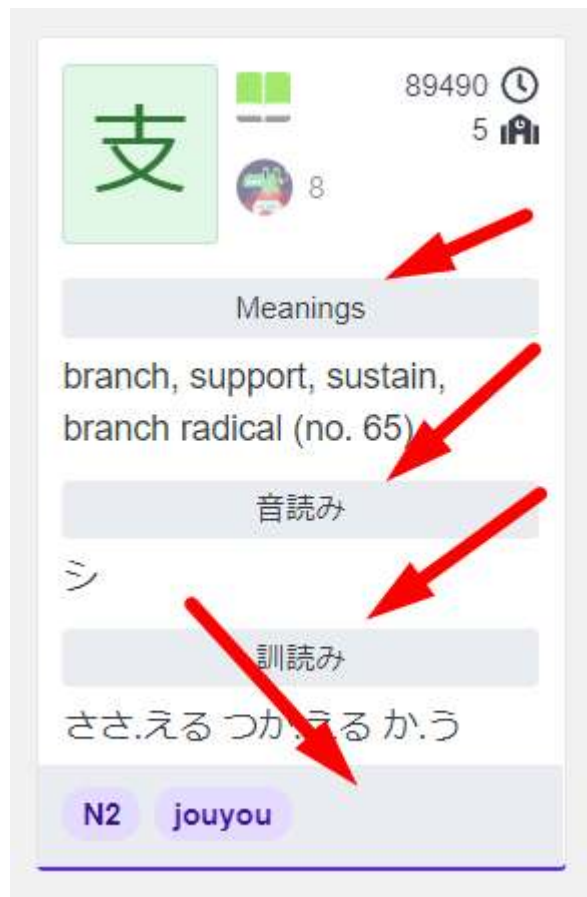 支
89490
5
8
Meanings
branch, support, sustain,
branch radical (no. 65)
音読み
シ
訓読み
ささ.える つか.える か.う
N2 jouyou